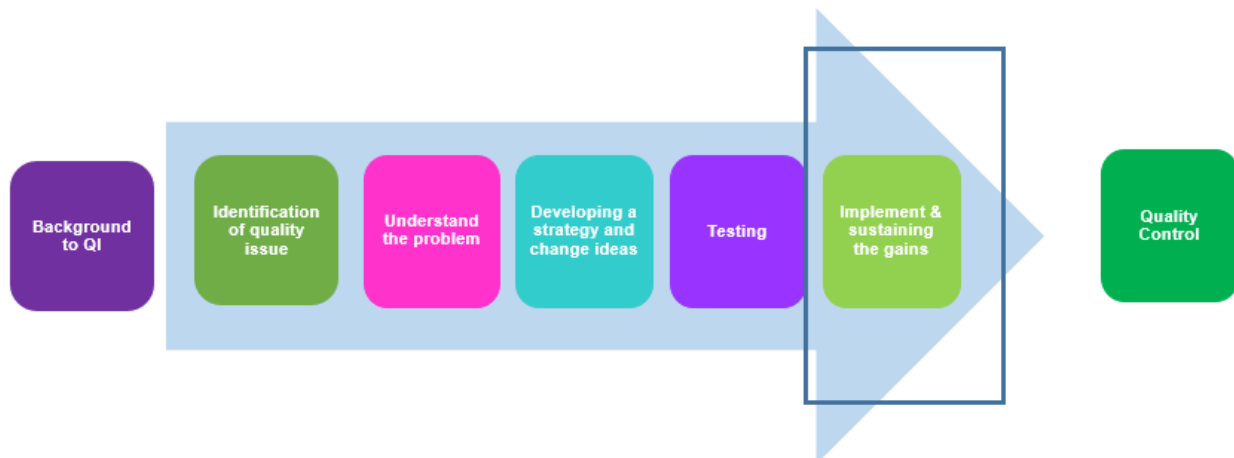 Background
to QI
Identification
of quality
issue
Understand
the problem
Developing a
strategy and
change ideas
Testing
Implement &
sustaining
the gains
Quality
Control